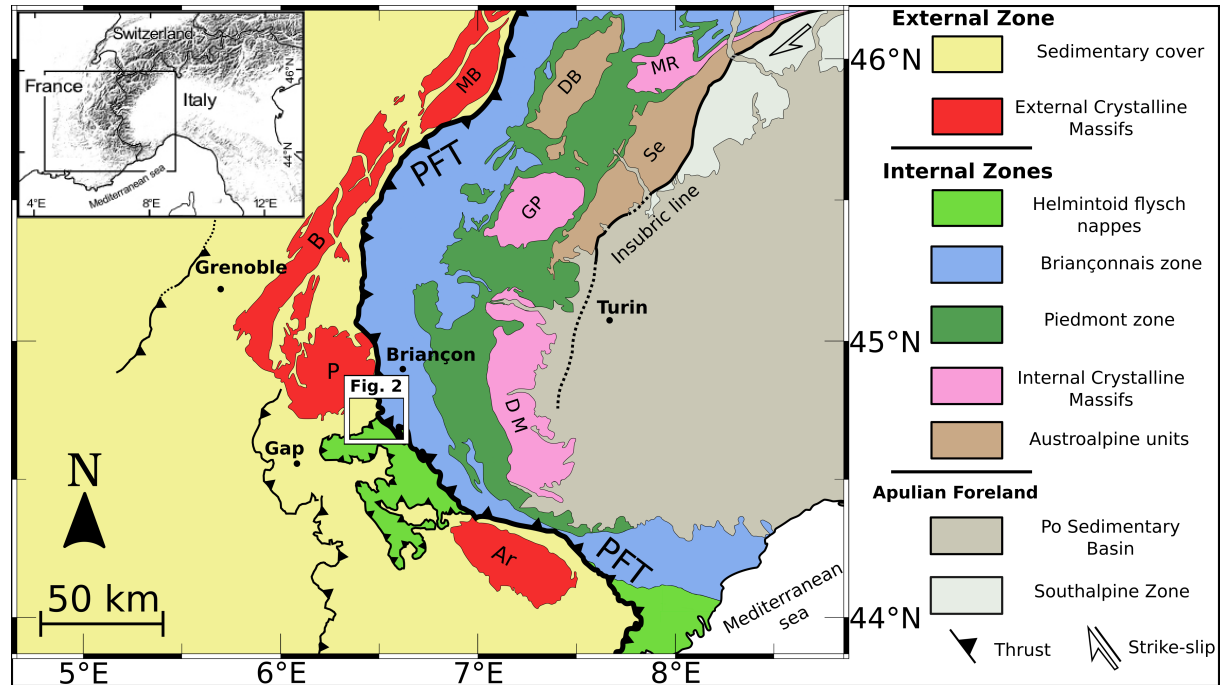 Switzerland
France
Italy
Mediterranean sea
46°N
44°N
4°E
8°E
12°E
MB
DB
MR
PFT
Se
GP
B
Insubric line
Grenoble
Turin
Briançon
P
Fig. 2
D M
Gap
N
Ar
PFT
50 km
Mediterranean
sea
46°N
45°N
44°N
5°E
6°E
7°E
8°E
External Zone
Sedimentary cover
External Crystalline
Massifs
Internal Zones
Helmintoid flysch
nappes
Briançonnais zone
Piedmont zone
Internal Crystalline
Massifs
Austroalpine units
Apulian Foreland
Po Sedimentary
Basin
Southalpine Zone
Thrust
Strike-slip